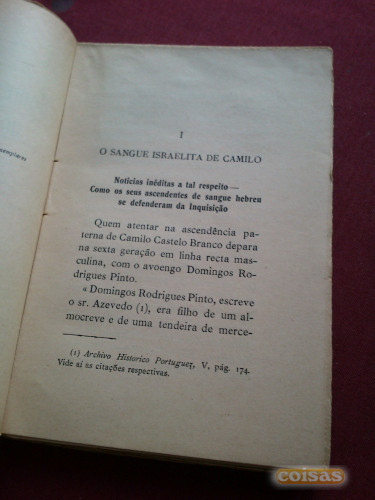 exemplares
I
O SANGUE ISRAELITA DE CAMILO
Notícias inéditas a tal respeito —
Como os seus ascendentes de sangue hebreu
se defenderam da Inquisição
Quem atentar na ascendência pa-
terna de Camilo Castelo Branco depara
na sexta geração em linha recta mas-
culina, com o avoengo Domingos Ro-
drigues Pinto.
« Domingos Rodrigues Pinto, escreve
o sr. Azevedo (1), era filho de um al-
mocreve e de uma tendeira de merce-
(1) Archivo Historico Portuguez, V, pág. 174.
Vide aí as citações respectivas.
coisas